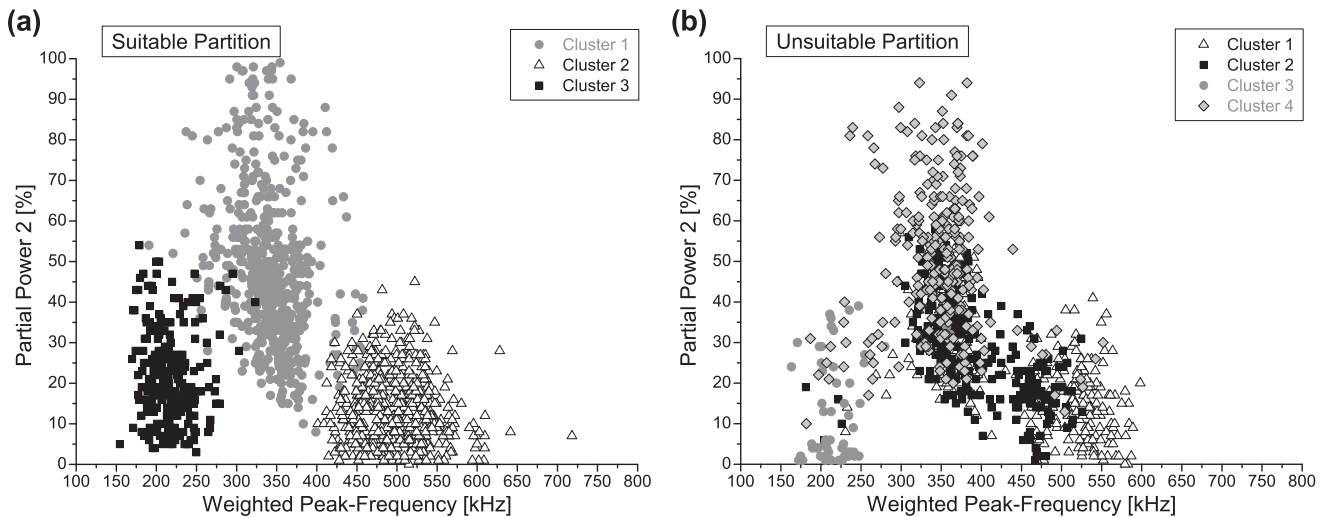 (a)
Suitable Partition
Cluster 1
Cluster 2
Cluster 3
100
90
80
70
60
50
40
30
20
10
0
Partial Power 2 [%]
100 150 200 250 300 350 400 450 500 550 600 650 700 750 800
Weighted Peak-Frequency [kHz]
(b)
Unsuitable Partition
Cluster 1
Cluster 2
Cluster 3
Cluster 4
100
90
80
70
60
50
40
30
20
10
0
Partial Power 2 [%]
100 150 200 250 300 350 400 450 500 550 600 650 700 750 800
Weighted Peak-Frequency [kHz]